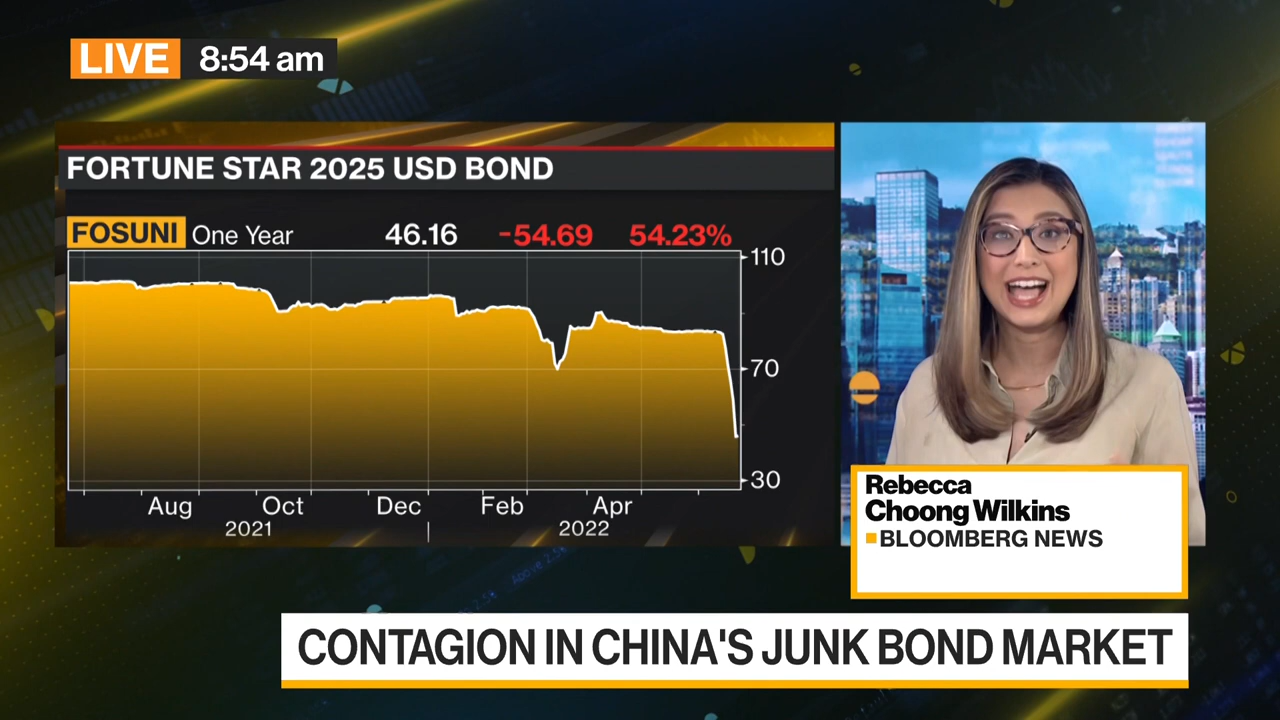 LIVE 8:54 am
FORTUNE STAR 2025 USD BOND
FOSUNI One Year 46.16 -54.69 54.23%
110
70
30
Aug Oct Dec Feb Apr
2021 2022
Rebecca
Choong Wilkins
BLOOMBERG NEWS
CONTAGION IN CHINA'S JUNK BOND MARKET